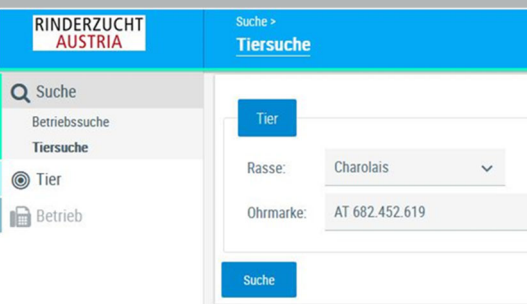 RINDERZUCHT
AUSTRIA
Suche >
Tiersuche
Suche
Betriebssuche
Tiersuche
Tier
Betrieb
Tier
Rasse: Charolais
Ohrmarke: AT 682.452.619
Suche